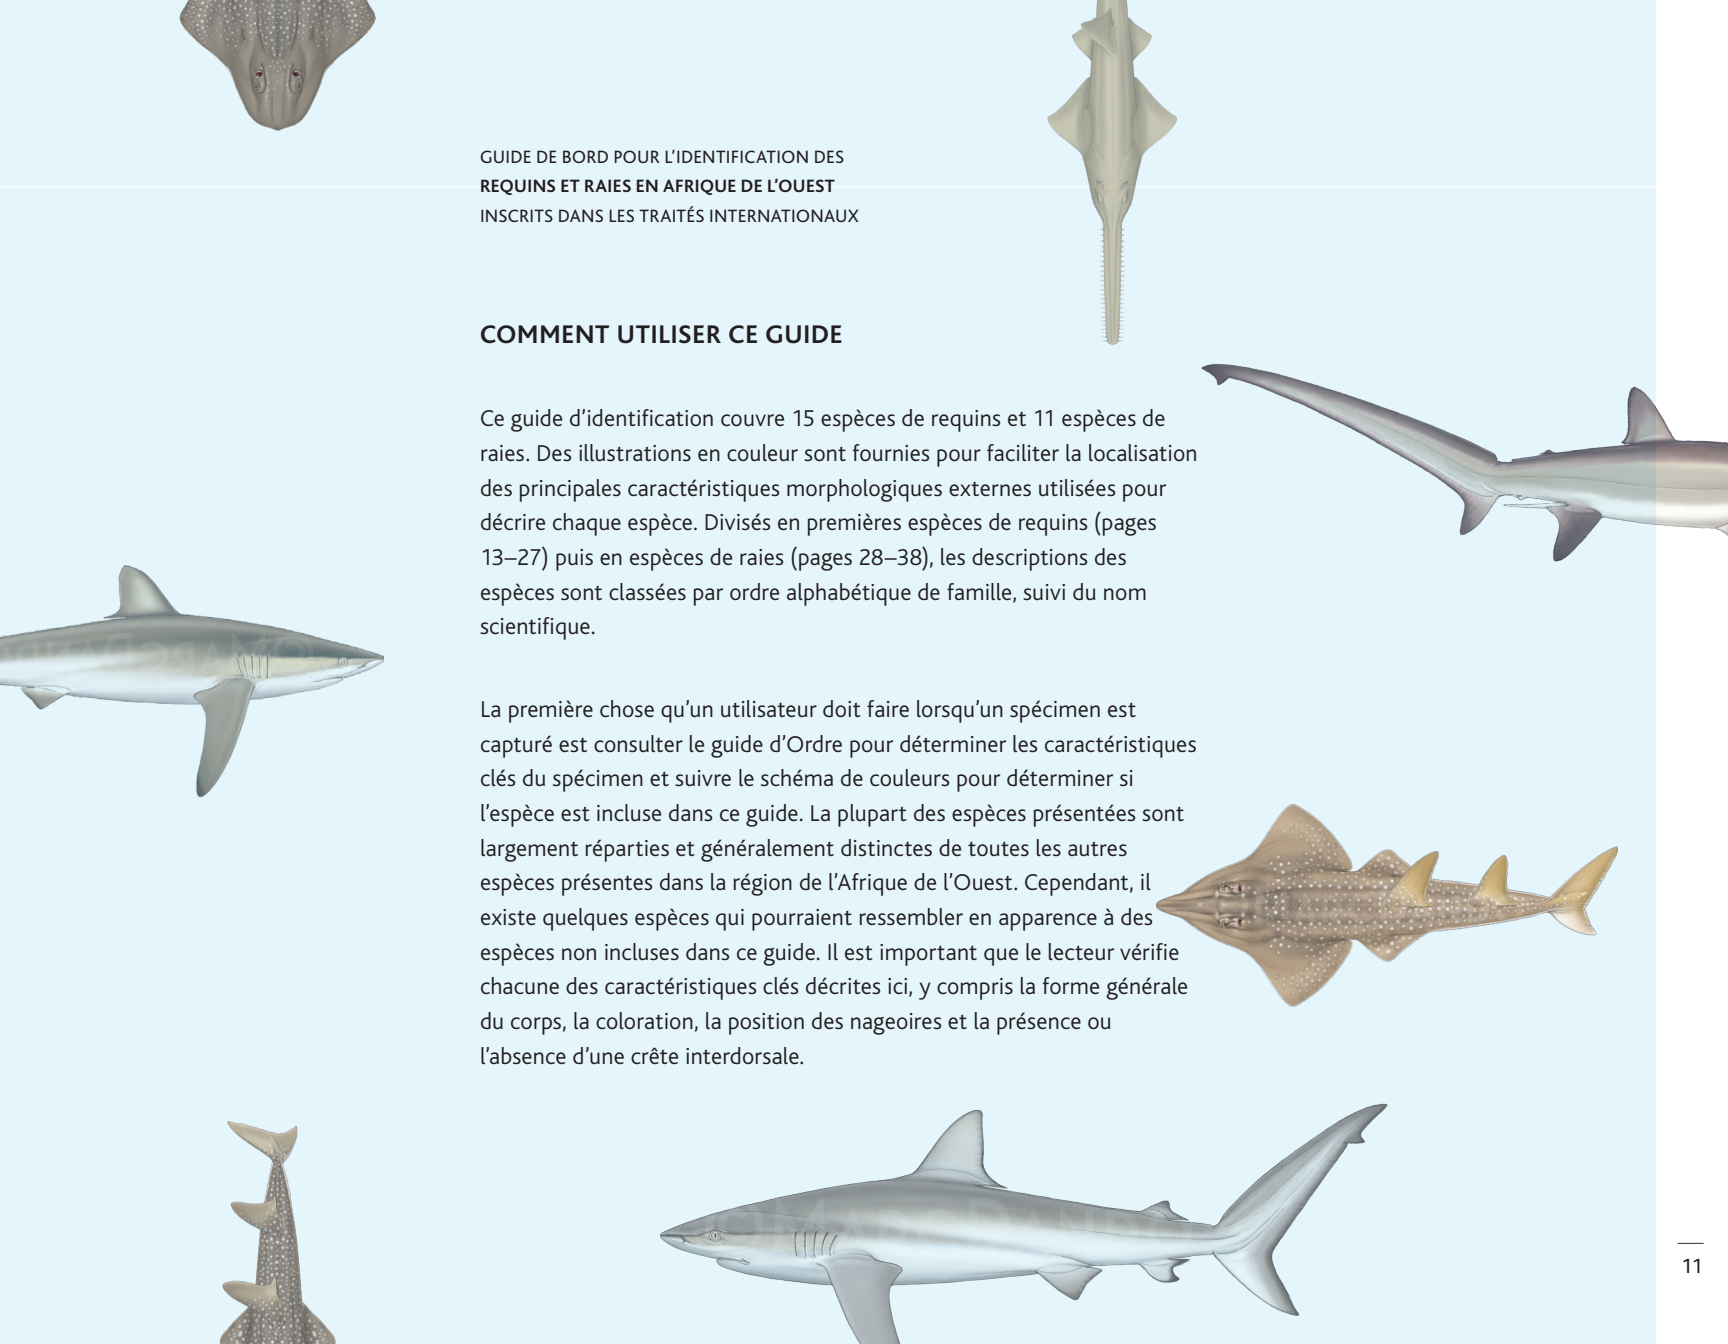 GUIDE DE BORD POUR L’IDENTIFICATION DES
REQUINS ET RAIES EN AFRIQUE DE L’OUEST
INSCRITS DANS LES TRAITÉS INTERNATIONAUX
COMMENT UTILISER CE GUIDE
Ce guide d’identification couvre 15 espèces de requins et 11 espèces de
raies. Des illustrations en couleur sont fournies pour faciliter la localisation
des principales caractéristiques morphologiques externes utilisées pour
décrire chaque espèce. Divisés en premières espèces de requins (pages
13–27) puis en espèces de raies (pages 28–38), les descriptions des
espèces sont classées par ordre alphabétique de famille, suivi du nom
scientifique.
La première chose qu’un utilisateur doit faire lorsqu’un spécimen est
capturé est consulter le guide d’Ordre pour déterminer les caractéristiques
clés du spécimen et suivre le schéma de couleurs pour déterminer si
l’espèce est incluse dans ce guide. La plupart des espèces présentées sont
largement réparties et généralement distinctes de toutes les autres
espèces présentes dans la région de l’Afrique de l’Ouest. Cependant, il
existe quelques espèces qui pourraient ressembler en apparence à des
espèces non incluses dans ce guide. Il est important que le lecteur vérifie
chacune des caractéristiques clés décrites ici, y compris la forme générale
du corps, la coloration, la position des nageoires et la présence ou
l’absence d’une crête interdorsale.
©MARC DANDO
11